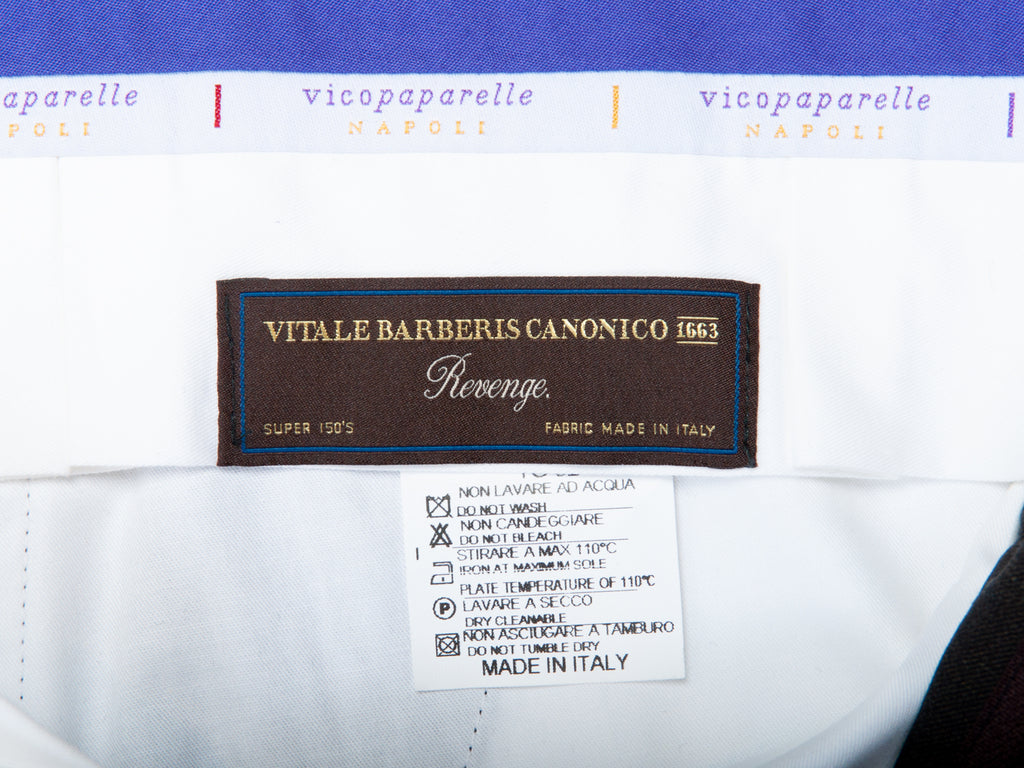 aparelle vicopaparelle vicopaparelle
POLI NAPOLI NAPOLI
VITALE BARBERIS CANONICO 1663
Revenge.
SUPER 150'S FABRIC MADE IN ITALY
NON LAVARE AD ACQUA
DO NOT WASH
NON CANDEGGIARE
DO NOT BLEACH
STIRARE A MAX 110°C
IRON AT MAXIMUM SOLE
PLATE TEMPERATURE OF 110°C
P LAVARE A SECCO
DRY CLEANABLE
NON ASCIUGARE A TAMBURO
DO NOT TUMBLE DRY
MADE IN ITALY